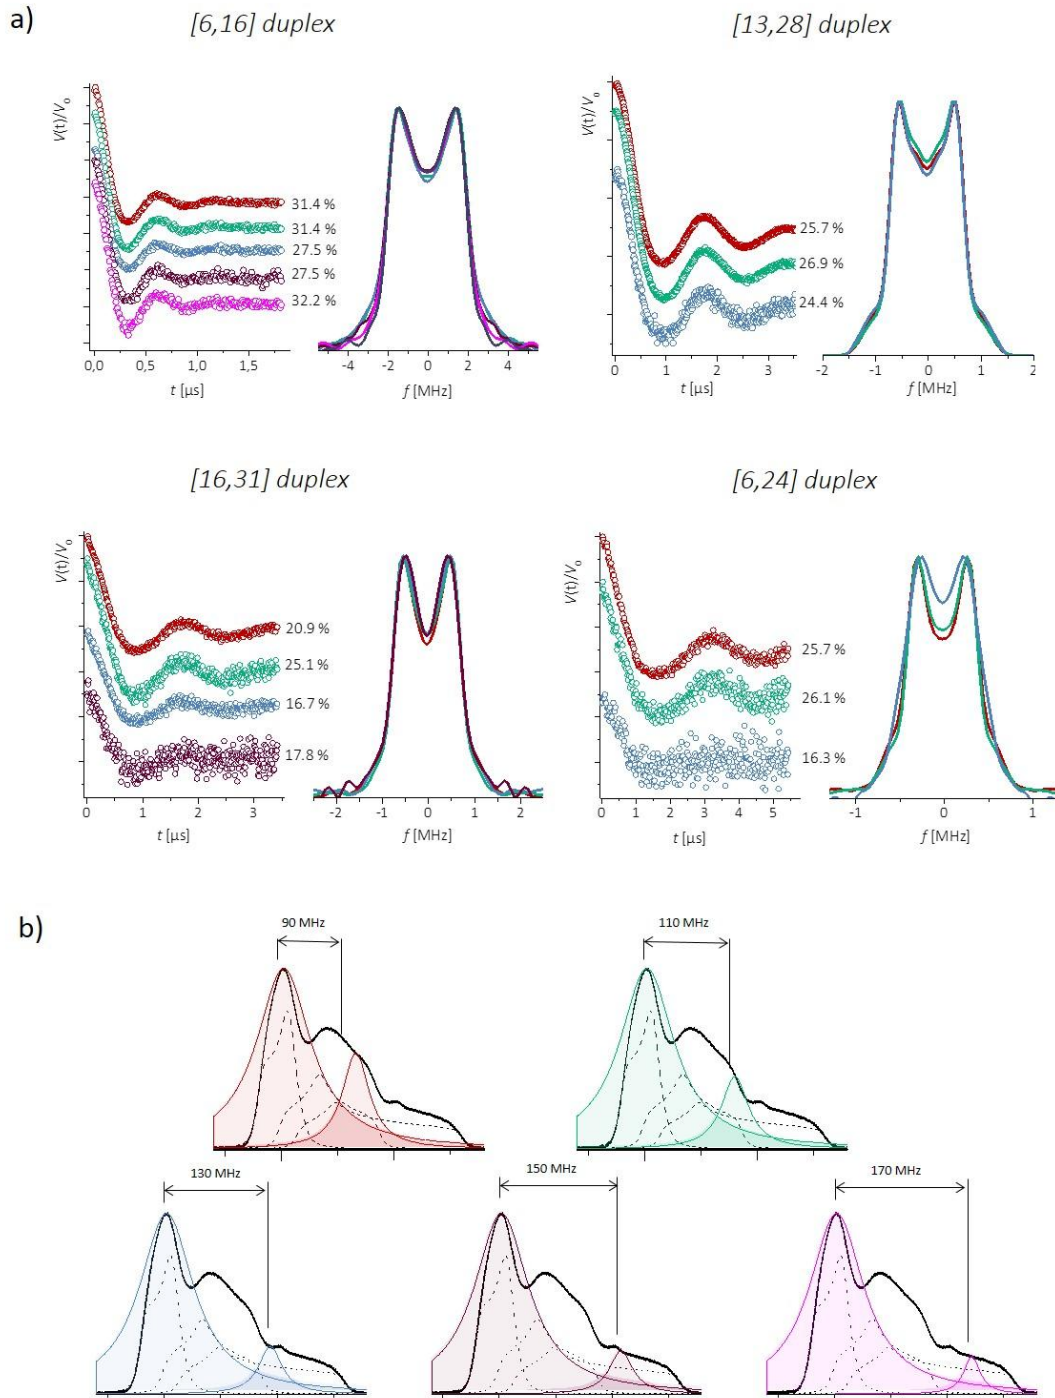 a)
[6,16] duplex
[13,28] duplex
V(t)/V₀
31.4 %
31.4 %
27.5 %
27.5 %
32.2 %
0,0 0,5 1,0 1,5
t [µs]
-4 -2 0 2 4
f [MHz]
V(t)/V₀
25.7 %
26.9 %
24.4 %
0 1 2 3
t [µs]
-2 -1 0 1 2
f [MHz]
[16,31] duplex
[6,24] duplex
V(t)/V₀
20.9 %
25.1 %
16.7 %
17.8 %
0 1 2 3
t [µs]
-2 -1 0 1 2
f [MHz]
V(t)/V₀
25.7 %
26.1 %
16.3 %
0 1 2 3 4 5
t [µs]
-1 0 1
f [MHz]
b)
90 MHz
110 MHz
130 MHz
150 MHz
170 MHz